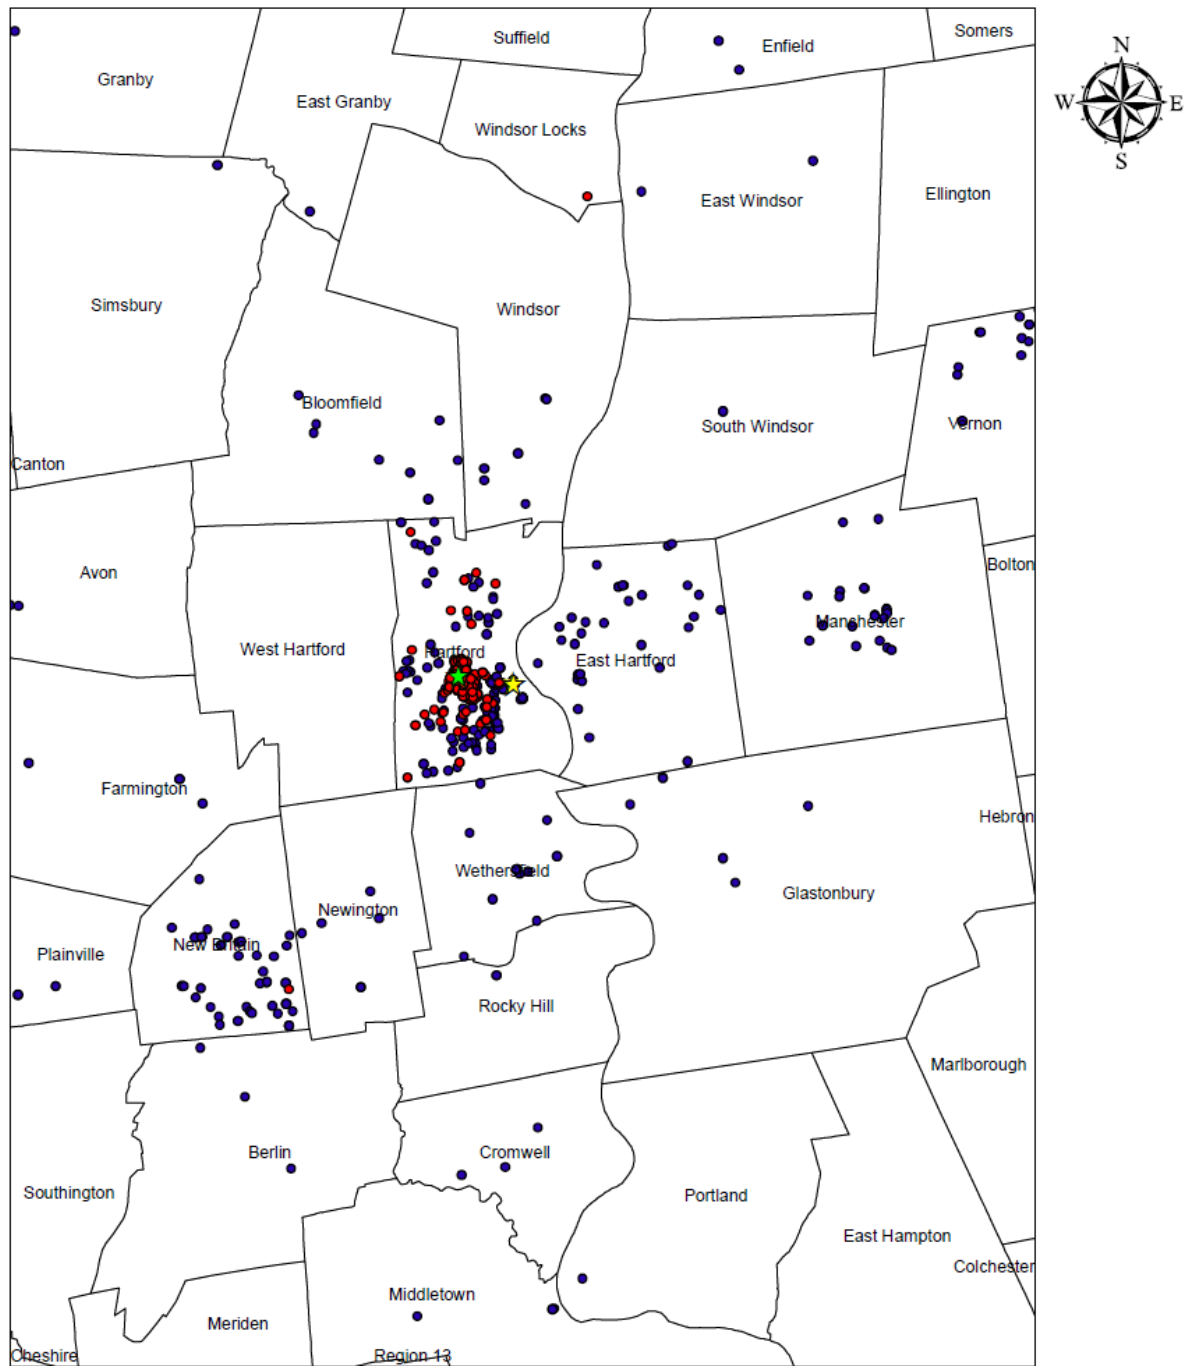 Suffield
Enfield
Somers
Granby
East Granby
Windsor Locks
N
W
E
S
East Windsor
Ellington
Simsbury
Windsor
Bloomfield
South Windsor
Vernon
Canton
Avon
Bolton
West Hartford
Hartford
East Hartford
Manchester
Farmington
Hebron
Wethersfield
Glastonbury
Newington
New Britain
Plainville
Rocky Hill
Marlborough
Berlin
Cromwell
Southington
Portland
East Hampton
Colchester
Middletown
Meriden
Cheshire
Region 13